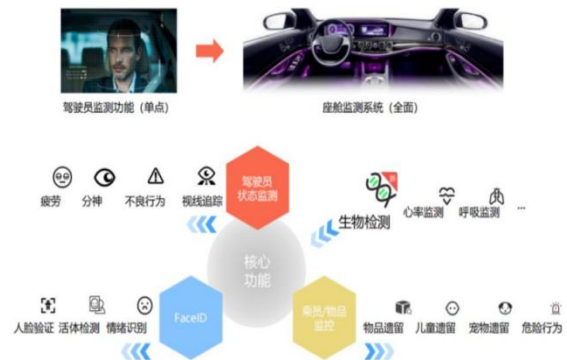 驾驶员监测功能（单点）
座舱监测系统（全面）
驾驶员
状态监测
疲劳
分神
不良行为
视线追踪
生物检测
心率监测
呼吸监测
...
核心
功能
FaceID
乘员/物品
监控
人脸验证
活体检测
情绪识别
物品遗留
儿童遗留
宠物遗留
危险行为